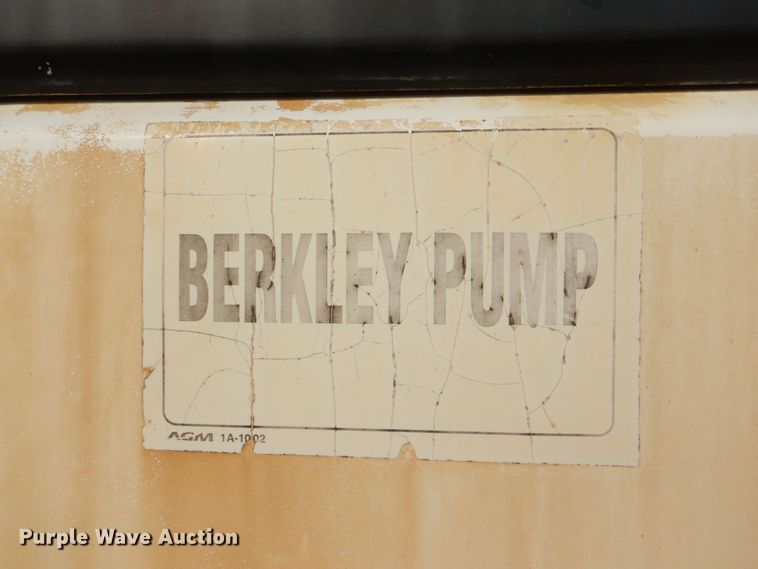 BERKLEY PUMP
AGM 1A-1002
Purple Wave Auction